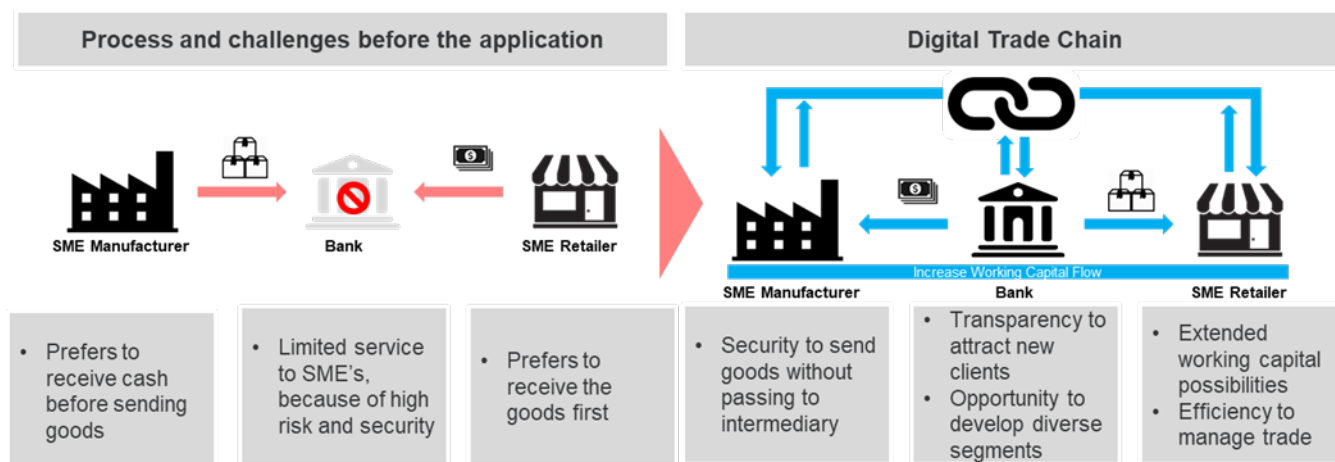 Process and challenges before the application
Digital Trade Chain
SME Manufacturer
Bank
SME Retailer
Increase Working Capital Flow
SME Manufacturer
Bank
SME Retailer
• Prefers to
receive cash
before sending
goods
• Limited service
to SME's,
because of high
risk and security
• Prefers to
receive the
goods first
• Security to send
goods without
passing to
intermediary
• Transparency to
attract new
clients
• Opportunity to
develop diverse
segments
• Extended
working capital
possibilities
• Efficiency to
manage trade